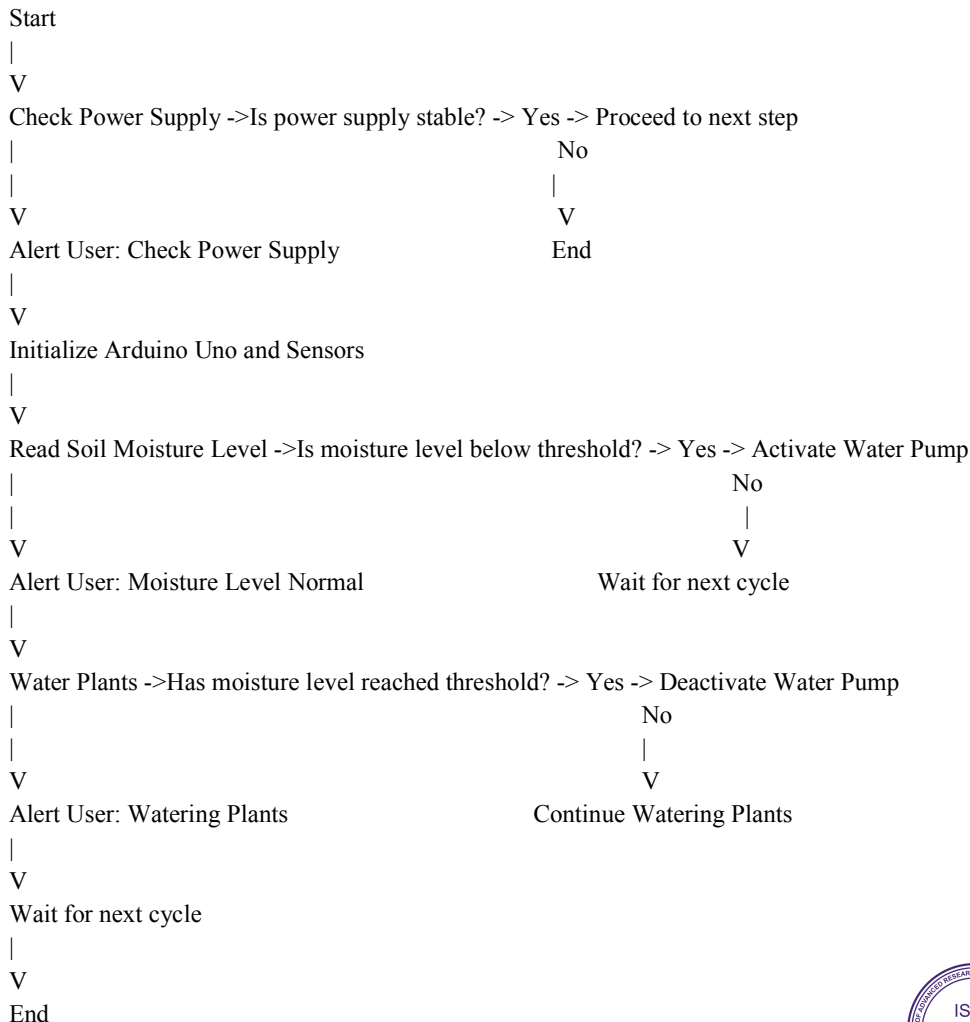 Start
|
V
Check Power Supply ->Is power supply stable? -> Yes -> Proceed to next step
| No
| |
V V
Alert User: Check Power Supply End
|
V
Initialize Arduino Uno and Sensors
|
V
Read Soil Moisture Level ->Is moisture level below threshold? -> Yes -> Activate Water Pump
| No
| |
V V
Alert User: Moisture Level Normal Wait for next cycle
|
V
Water Plants ->Has moisture level reached threshold? -> Yes -> Deactivate Water Pump
| No
| |
V V
Alert User: Watering Plants Continue Watering Plants
|
V
Wait for next cycle
|
V
End
OF ADVANCED
IS